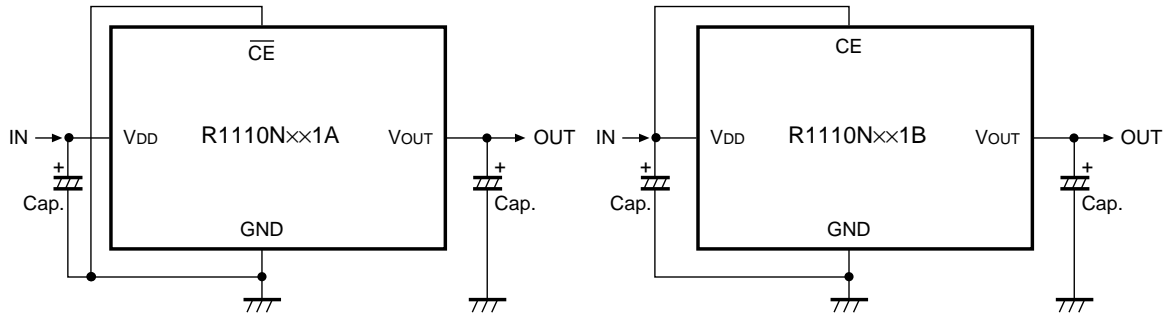 C̅E̅
IN
VDD
R1110N××1A
VOUT
OUT
+
Cap.
+
Cap.
GND
CE
IN
VDD
R1110N××1B
VOUT
OUT
+
Cap.
+
Cap.
GND